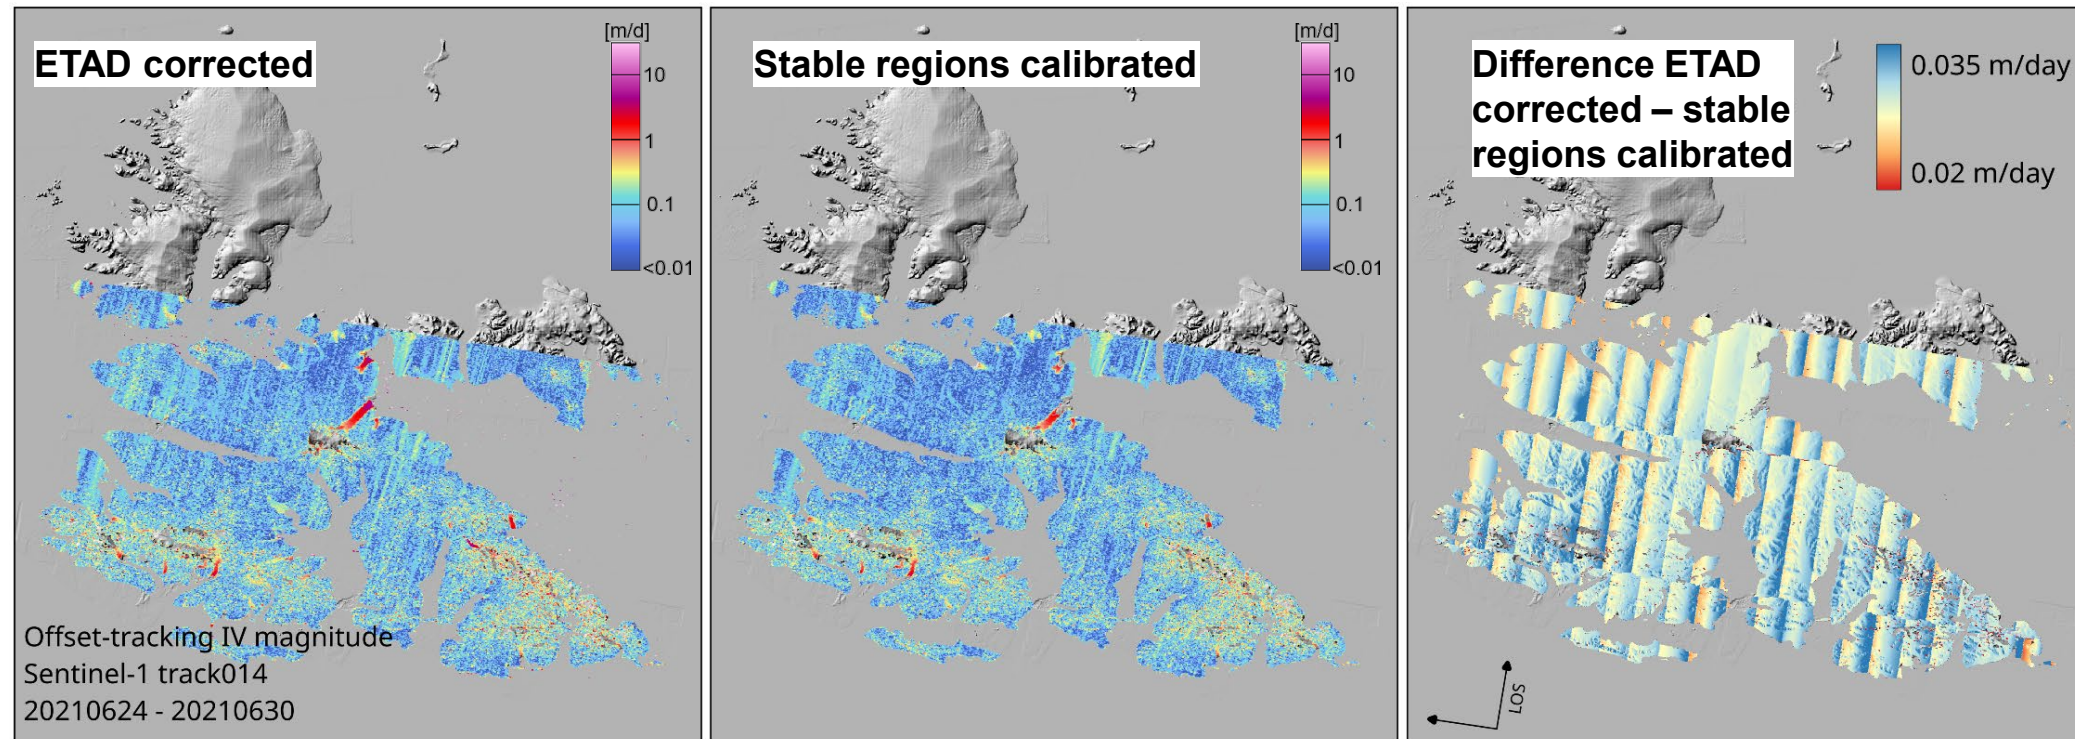 ETAD corrected
[m/d]
10
1
0.1
<0.01
Offset-tracking IV magnitude
Sentinel-1 track014
20210624 - 20210630
Stable regions calibrated
[m/d]
10
1
0.1
<0.01
Difference ETAD
corrected – stable
regions calibrated
0.035 m/day
0.02 m/day
LOS